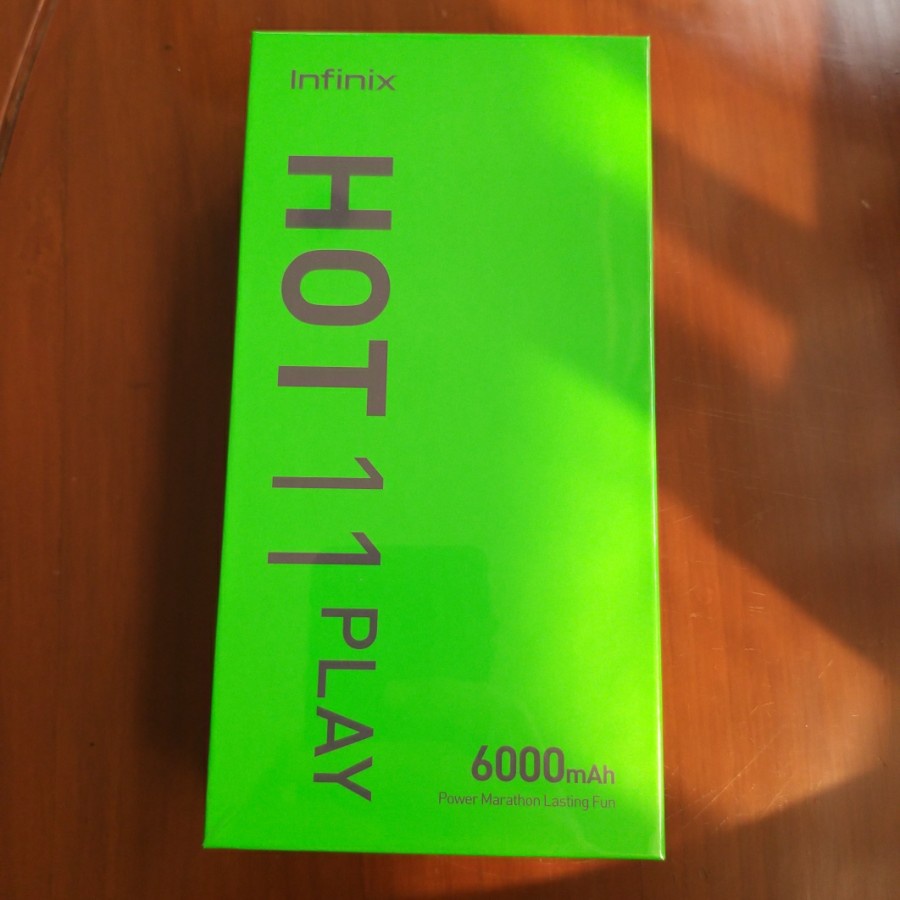 Infinix
HOT 11 PLAY
6000mAh
Power Marathon Lasting Fun